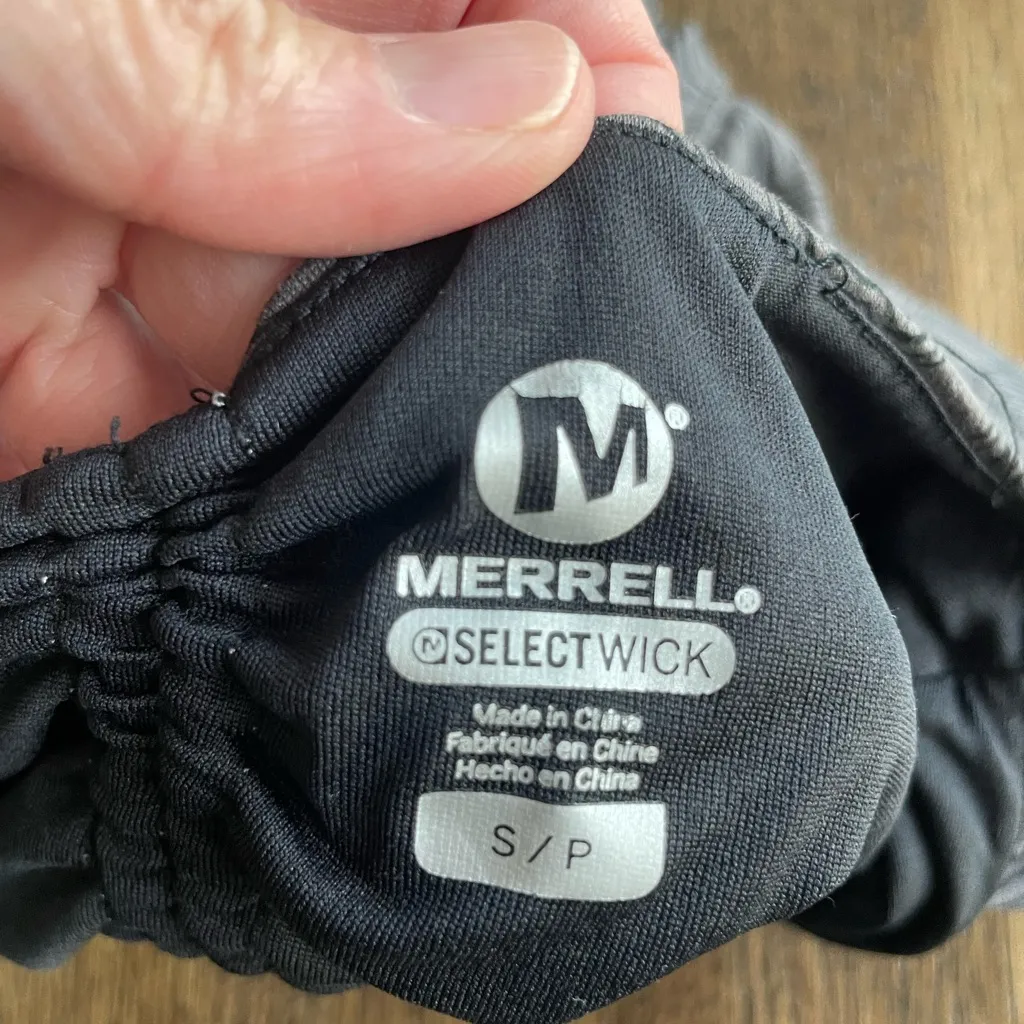 M®
MERRELL®
M SELECTWICK
Made in China
Fabriqué en Chine
Hecho en China
S / P